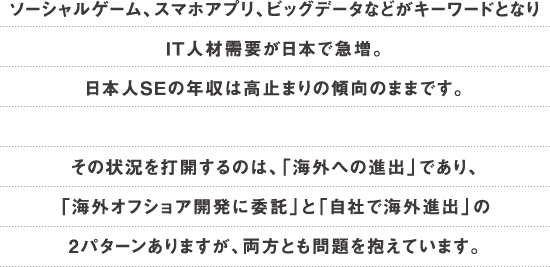 ソーシャルゲーム、スマホアプリ、ビッグデータなどがキーワードとなり
IT人材需要が日本で急増。
日本人SEの年収は高止まりの傾向のままです。
その状況を打開するのは、「海外への進出」であり、
「海外オフショア開発に委託」と「自社で海外進出」の
2パターンありますが、両方とも問題を抱えています。